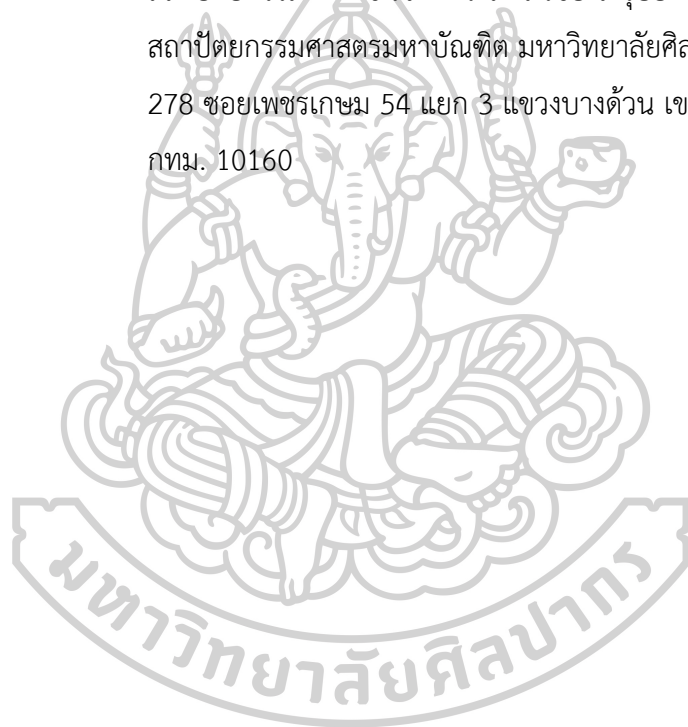 สถาปัตยกรรมศาสตรมหาบัณฑิต มหาวิทยาลัยศิล
278 ซอยเพชรเกษม 54 แยก 3 แขวงบางด้วน เข
กทม. 10160
มหาวิทยาลัยศิลปากร